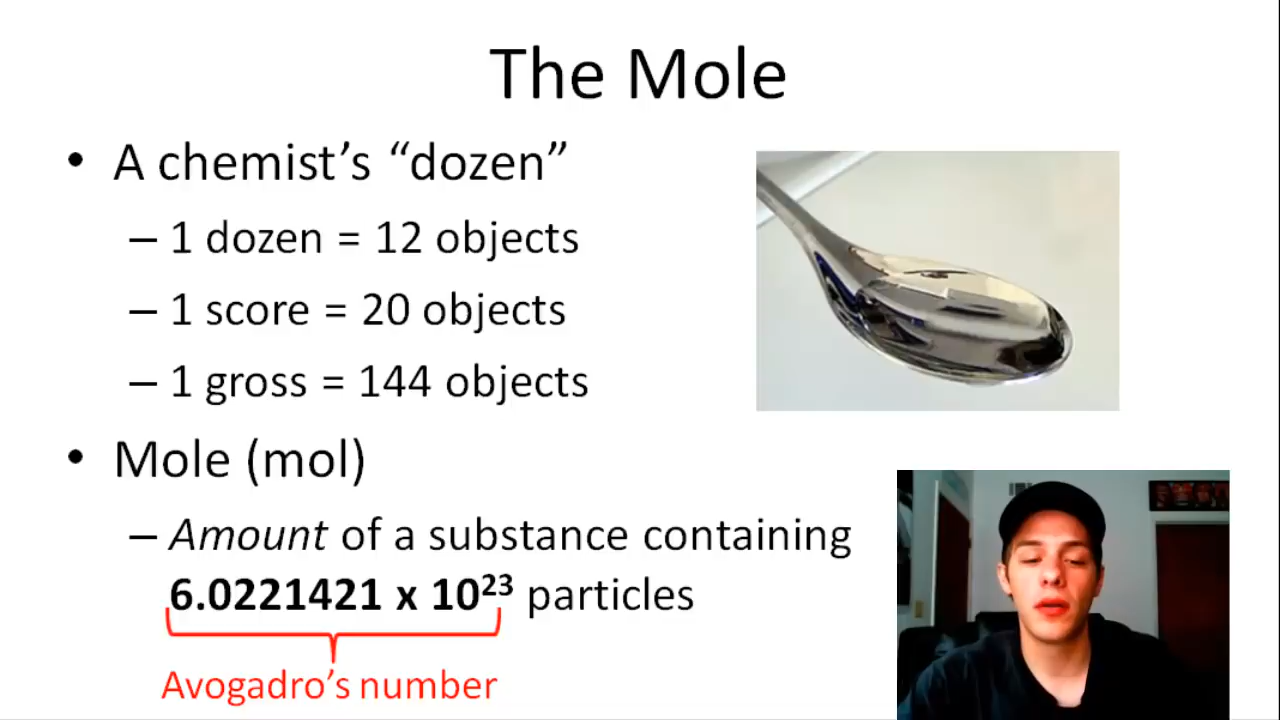 The Mole
• A chemist’s “dozen”
– 1 dozen = 12 objects
– 1 score = 20 objects
– 1 gross = 144 objects
• Mole (mol)
– Amount of a substance containing
6.0221421 x 10²³ particles
Avogadro’s number